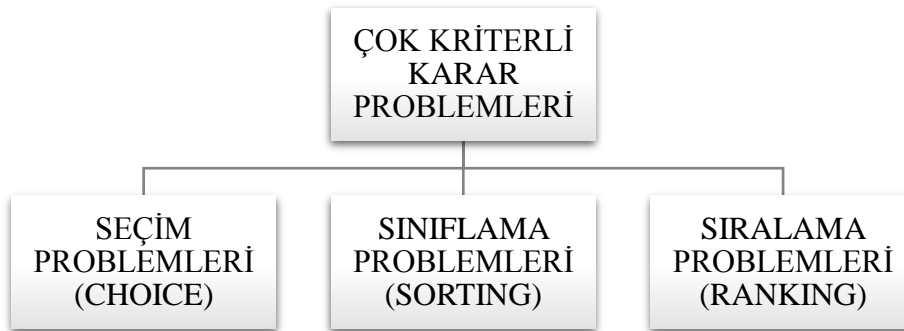 ÇOK KRİTERLİ
KARAR
PROBLEMLERİ
SEÇİM
PROBLEMLERİ
(CHOICE)
SINIFLAMA
PROBLEMLERİ
(SORTING)
SIRALAMA
PROBLEMLERİ
(RANKING)